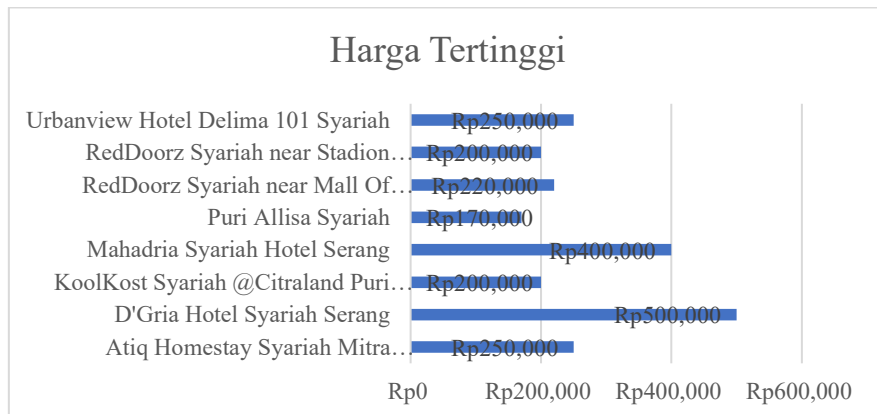 Harga Tertinggi
Urbanview Hotel Delima 101 Syariah Rp250,000
RedDoorz Syariah near Stadion… Rp200,000
RedDoorz Syariah near Mall Of… Rp220,000
Puri Allisa Syariah Rp170,000
Mahadria Syariah Hotel Serang Rp400,000
KoolKost Syariah @Citraland Puri… Rp200,000
D'Gria Hotel Syariah Serang Rp500,000
Atiq Homestay Syariah Mitra… Rp250,000
Rp0 Rp200,000 Rp400,000 Rp600,000